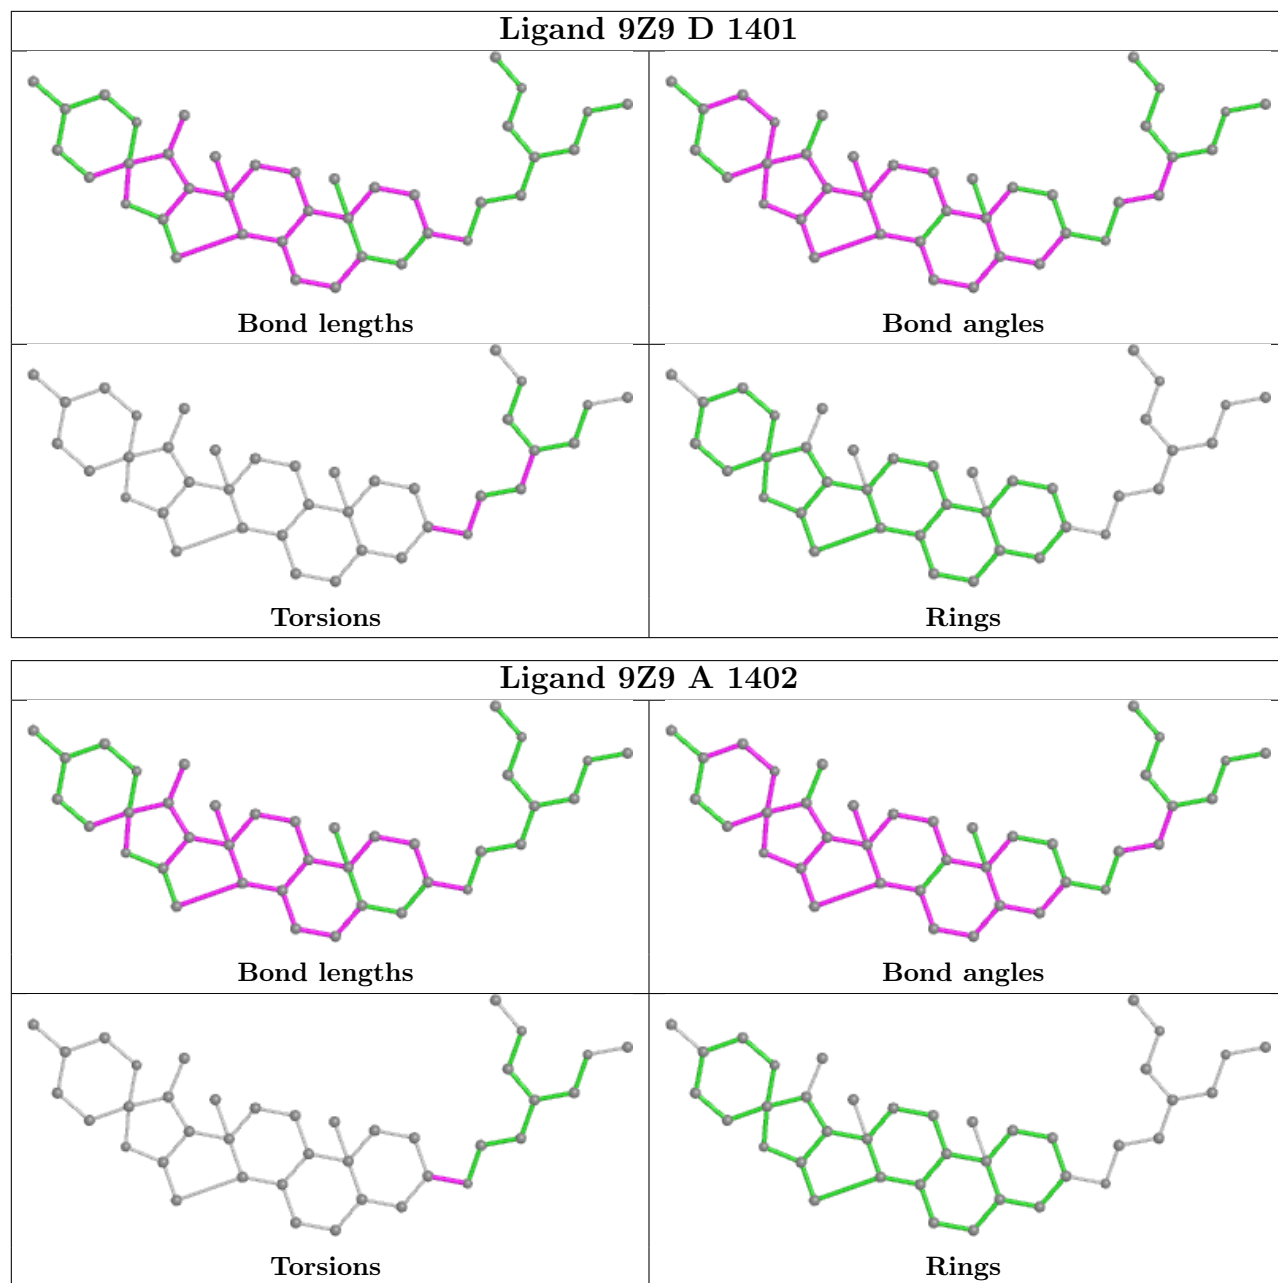 Ligand 9Z9 D 1401
Bond lengths
Bond angles
Torsions
Rings
Ligand 9Z9 A 1402
Bond lengths
Bond angles
Torsions
Rings